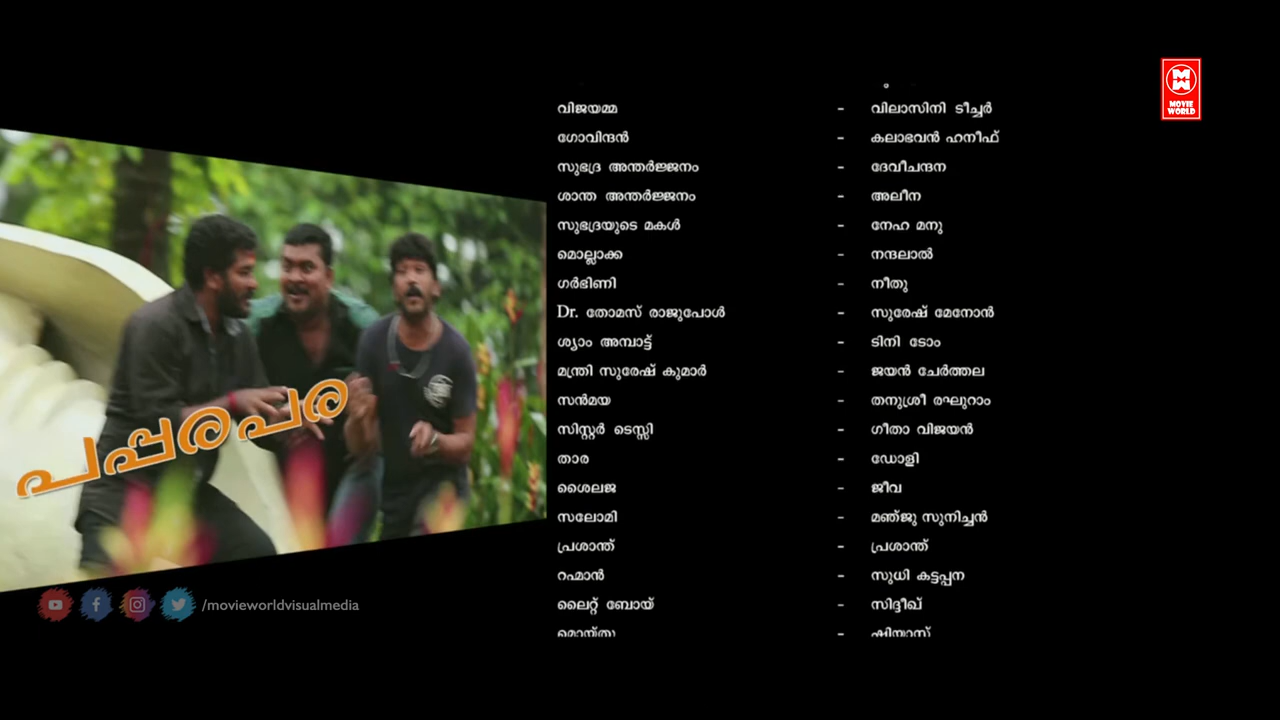 വിജയമ്മ - വിലാസിനി ടീച്ചർ
ഗോവിന്ദൻ - കലാഭവൻ ഹനീഫ്
സുഭദ്ര അന്തർജ്ജനം - ദേവീചന്ദന
ശാന്ത അന്തർജ്ജനം - അലീന
സുഭദ്രയുടെ മകൾ - നേഹ മനു
മൊല്ലാക്ക - നന്ദലാൽ
ഗർഭിണി - നീതു
Dr. തോമസ് രാജുപോൾ - സുരേഷ് മേനോൻ
ശ്യാം അമ്പാട്ട് - ടിനി ടോം
മന്ത്രി സുരേഷ് കുമാർ - ജയൻ ചേർത്തല
സൻമയ - തനുശ്രീ രഘുറാം
സിസ്റ്റർ ടെസ്സി - ഗീതാ വിജയൻ
താര - ഡോളി
ശൈലജ - ജീവ
സലോമി - മഞ്ജു സുനിച്ചൻ
പ്രശാന്ത് - പ്രശാന്ത്
റഹ്മാൻ - സുധി കട്ടപ്പന
ലൈറ്റ് ബോയ് - സിദ്ദീഖ്
പപ്പരപര
MOVIE
WORLD
/movieworldvisualmedia